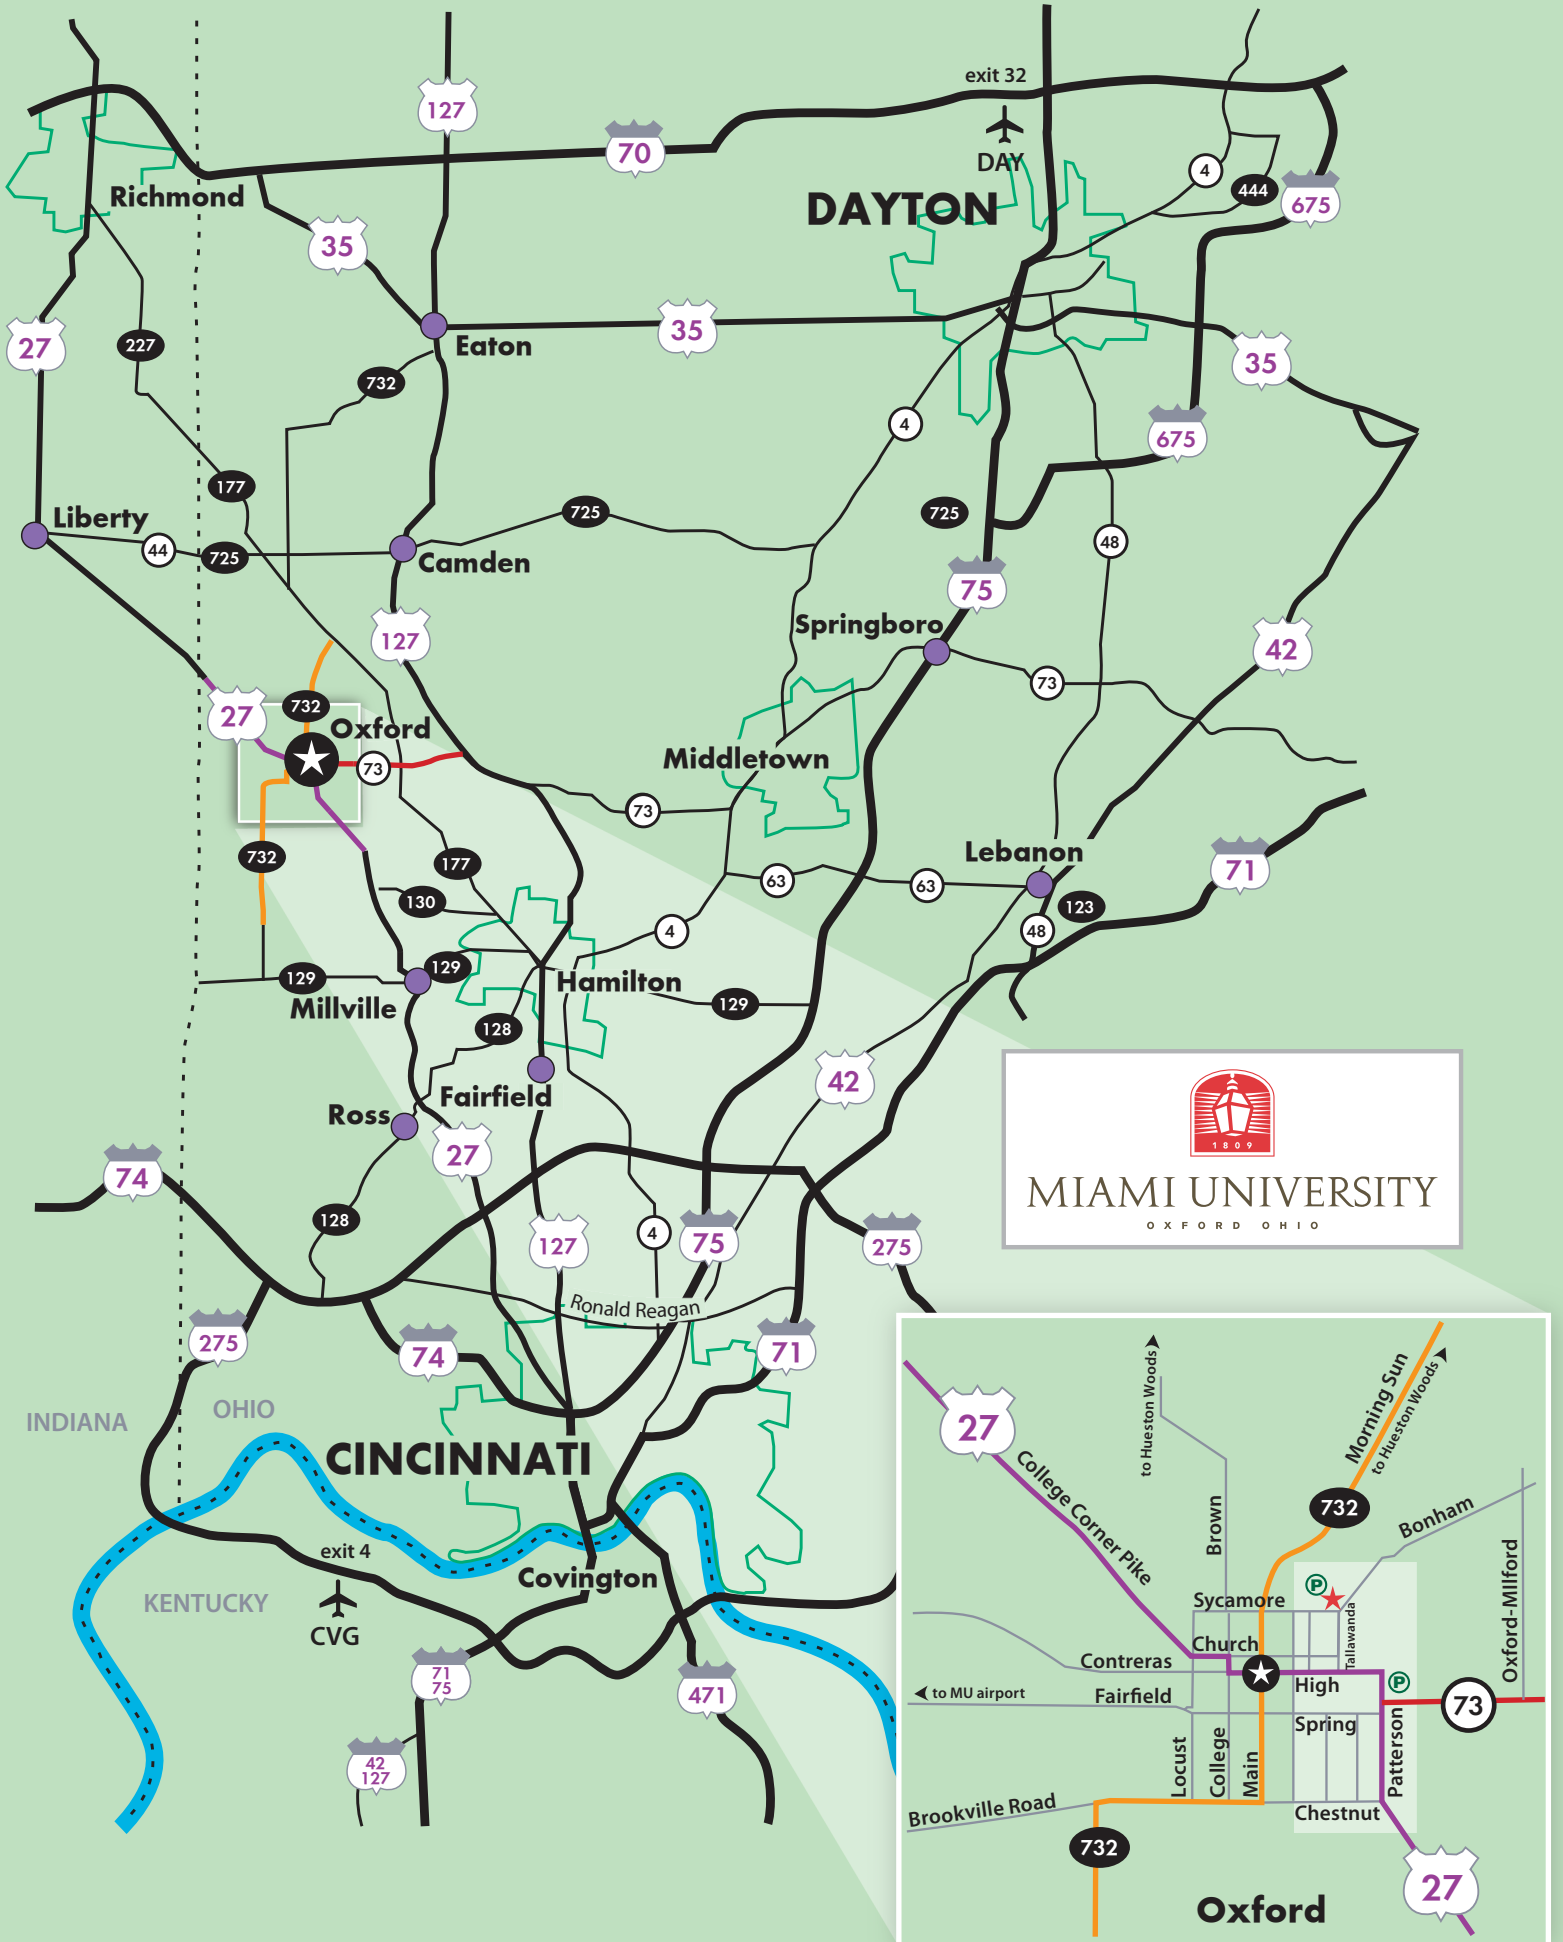 exit 32
127
70
DAY
4
444
675
Richmond
DAYTON
35
27
227
35
35
Eaton
732
4
675
177
Liberty
44
725
725
725
48
Camden
75
127
Springboro
42
73
27
732
Oxford
73
Middletown
73
732
177
63
63
Lebanon
71
130
123
4
48
129
129
Hamilton
Millville
129
128
Fairfield
42
Ross
27
74
1809
MIAMI UNIVERSITY
OXFORD OHIO
128
127
4
75
275
Ronald Reagan
275
74
71
INDIANA
OHIO
CINCINNATI
exit 4
Covington
KENTUCKY
CVG
71
75
471
42
127
27
to Hueston Woods
Morning Sun
to Hueston Woods
College Corner Pike
732
Brown
Bonham
P
Sycamore
Tallawanda
Oxford-MIlford
Church
Contreras
High
P
to MU airport
Fairfield
73
Spring
Locust
College
Main
Patterson
Brookville Road
Chestnut
732
27
Oxford